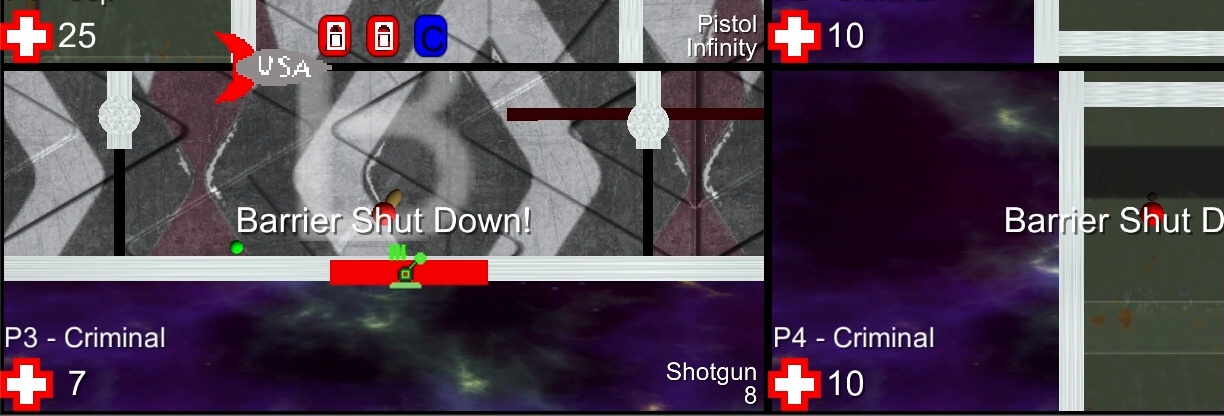 25
C
Pistol
Infinity
10
USA
Barrier Shut Down!
Barrier Shut D
P3 - Criminal
7
Shotgun
8
P4 - Criminal
10